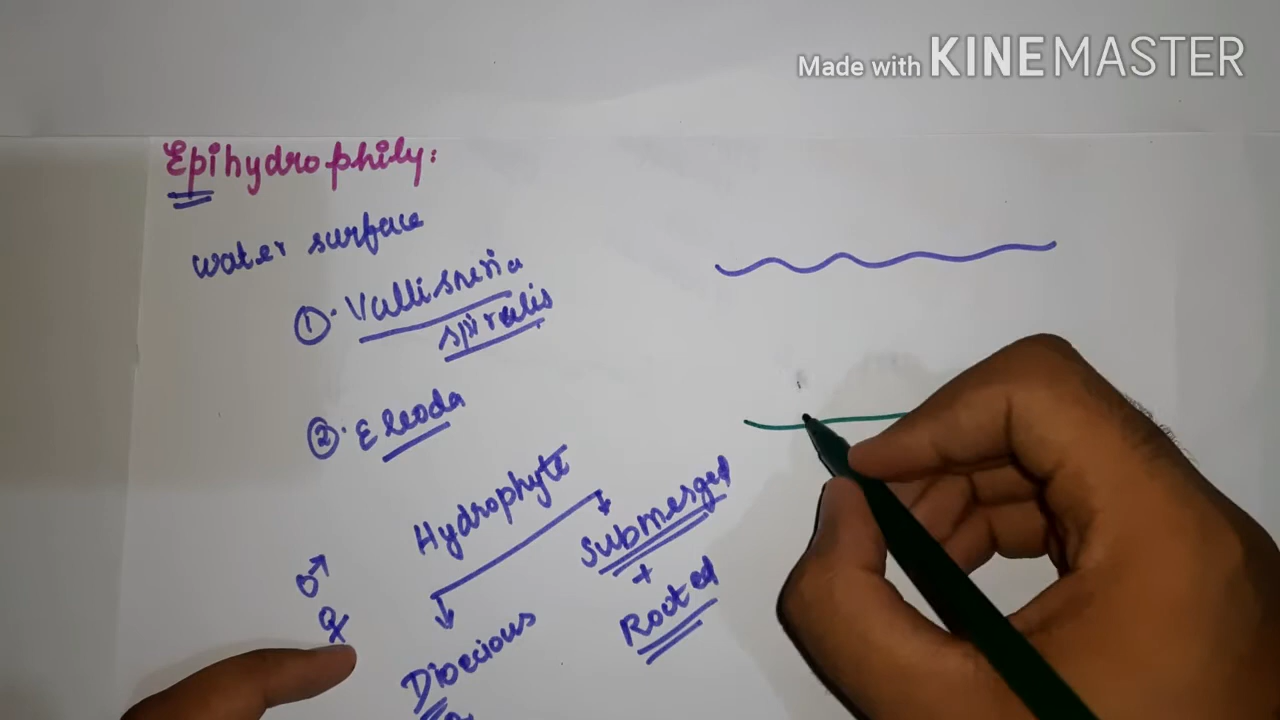 Made with KINEMASTER
Epihydrophily:
water surface
①. Vallisneria
spiralis
②. Eleoda
Hydrophyte
Submerged
+
Rooted
♂
♀
Dioecious